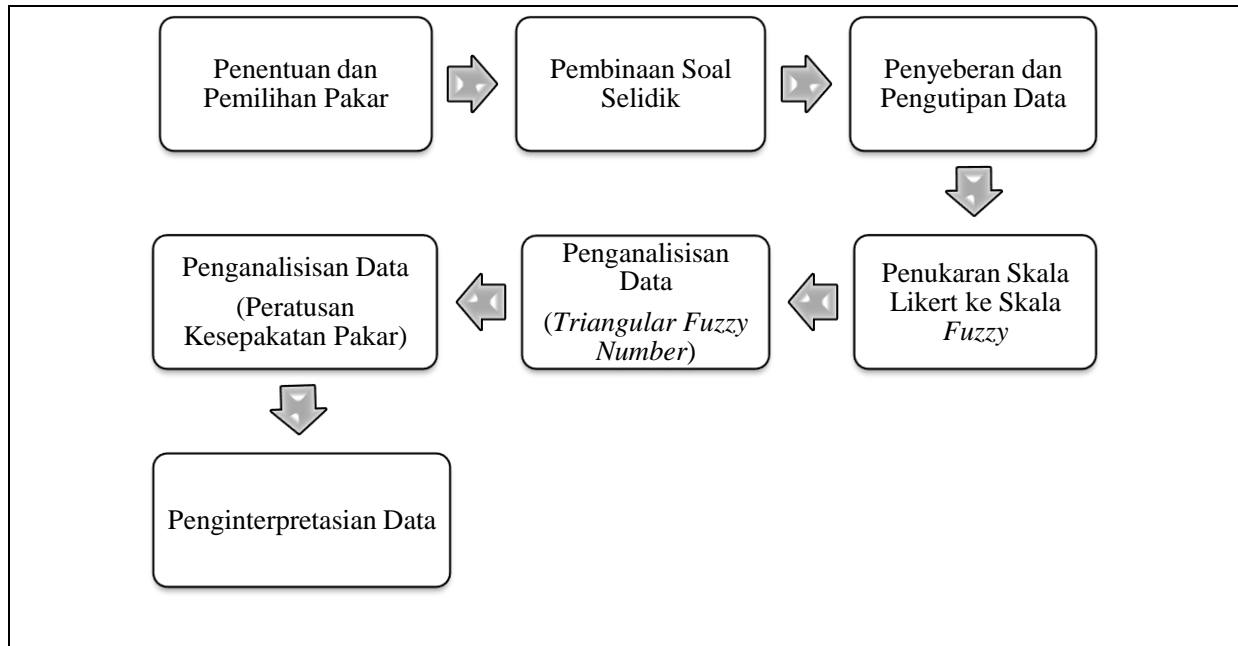 Penentuan dan
Pemilihan Pakar
Pembinaan Soal
Selidik
Penyeberan dan
Pengutipan Data
Penukaran Skala
Likert ke Skala
Fuzzy
Penganalisisan
Data
(Triangular Fuzzy
Number)
Penganalisisan Data
(Peratusan
Kesepakatan Pakar)
Penginterpretasian Data